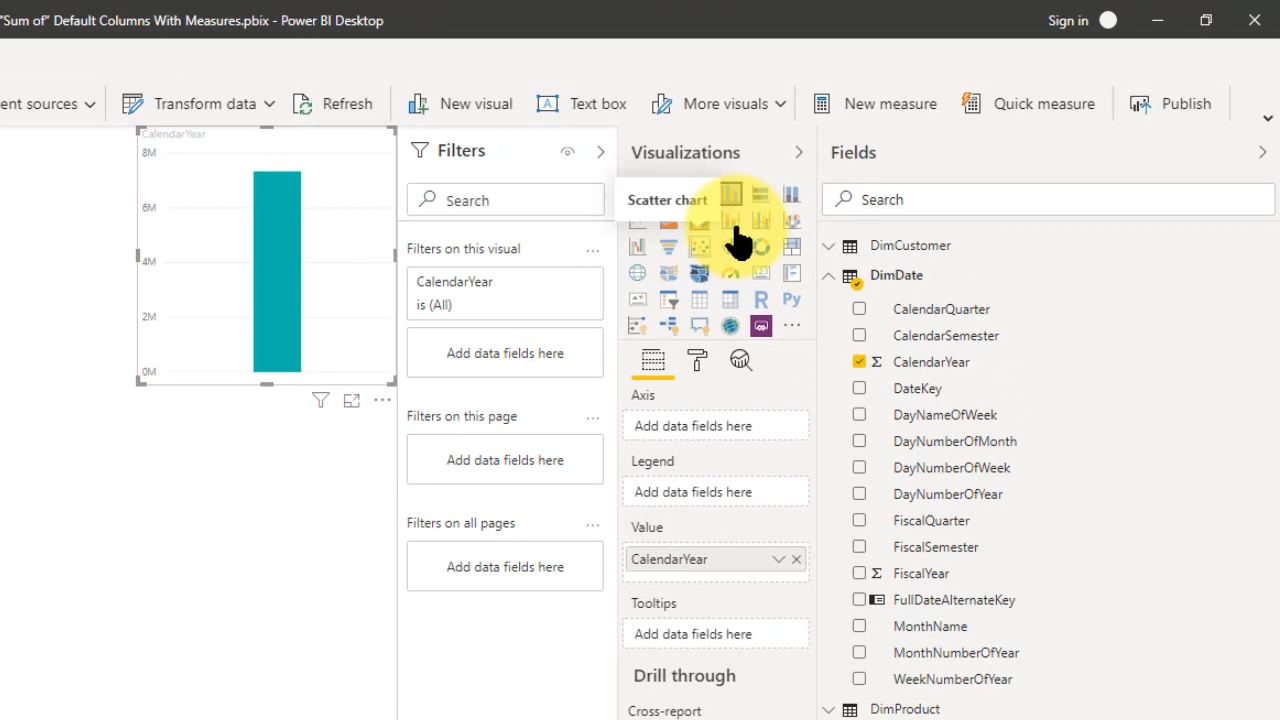 "Sum of" Default Columns With Measures.pbix - Power BI Desktop
Sign in
ent sources
Transform data
Refresh
New visual
Text box
More visuals
New measure
Quick measure
Publish
CalendarYear
8M
6M
4M
2M
0M
Filters
Search
Filters on this visual
...
CalendarYear
is (All)
Add data fields here
Filters on this page
...
Add data fields here
Filters on all pages
...
Add data fields here
Visualizations
Scatter chart
123
R
Py
...
Axis
Add data fields here
Legend
Add data fields here
Value
CalendarYear
Tooltips
Add data fields here
Drill through
Cross-report
Fields
Search
DimCustomer
DimDate
CalendarQuarter
CalendarSemester
Σ CalendarYear
DateKey
DayNameOfWeek
DayNumberOfMonth
DayNumberOfWeek
DayNumberOfYear
FiscalQuarter
FiscalSemester
Σ FiscalYear
FullDateAlternateKey
MonthName
MonthNumberOfYear
WeekNumberOfYear
DimProduct